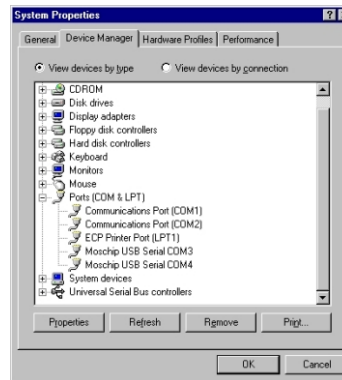 System Properties
General Device Manager Hardware Profiles Performance
View devices by type View devices by connection
CDROM
Disk drives
Display adapters
Floppy disk controllers
Hard disk controllers
Keyboard
Monitors
Mouse
Ports (COM & LPT)
Communications Port (COM1)
Communications Port (COM2)
ECP Printer Port (LPT1)
Moschip USB Serial COM3
Moschip USB Serial COM4
System devices
Universal Serial Bus controllers
Properties Refresh Remove Print...
OK Cancel